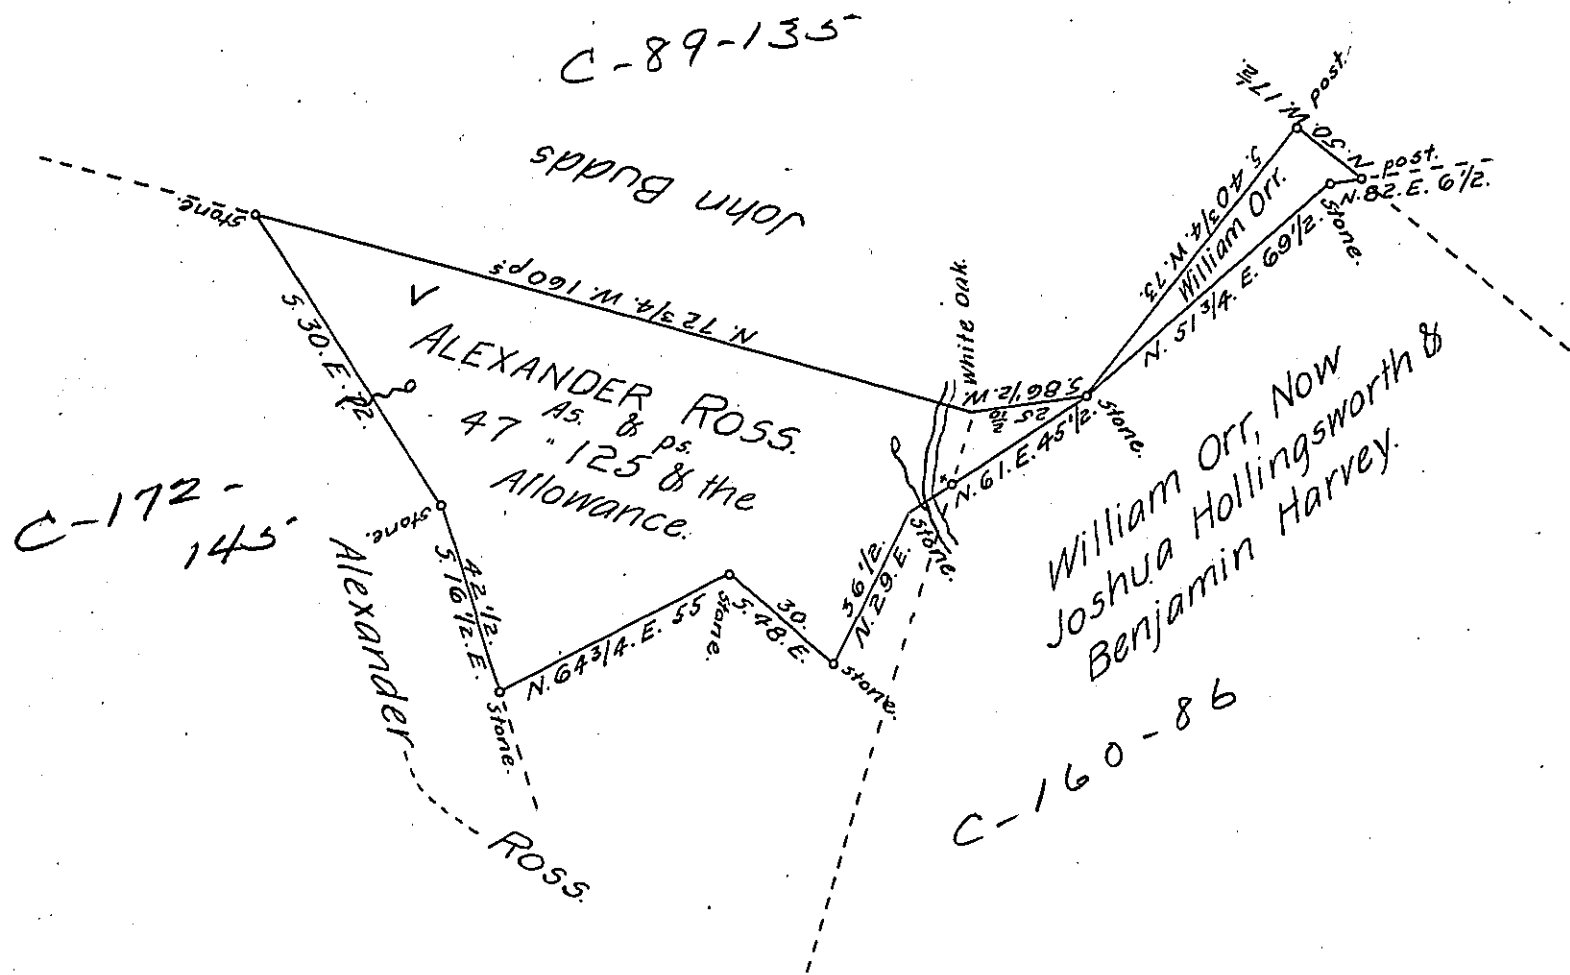 C-89-135
John Budds
stone.
N. 72 3/4. W. 160 ps.
S. 30. E. 72.
ALEXANDER ROSS.
As. & ps.
47 " 125 & the
Allowance.
C-172-
145
stone.
42 1/2.
S. 16 1/2. E.
stone.
Alexander
Ross.
N. 64 3/4. E. 55
stone.
30.
S. 48. E.
stone.
36 1/2.
N. 29. E.
stone.
N. 61. E. 45 1/2.
white oak.
S. 86 1/2. W.
25 2/10
stone.
S. 40 3/4. W. 73.
William Orr.
N. 51 3/4. E. 69 1/2.
stone.
N. 82. E. 6 1/2.
post.
N. 50. W. 17 1/2
post.
William Orr, Now
Joshua Hollingsworth &
Benjamin Harvey.
C-160-86